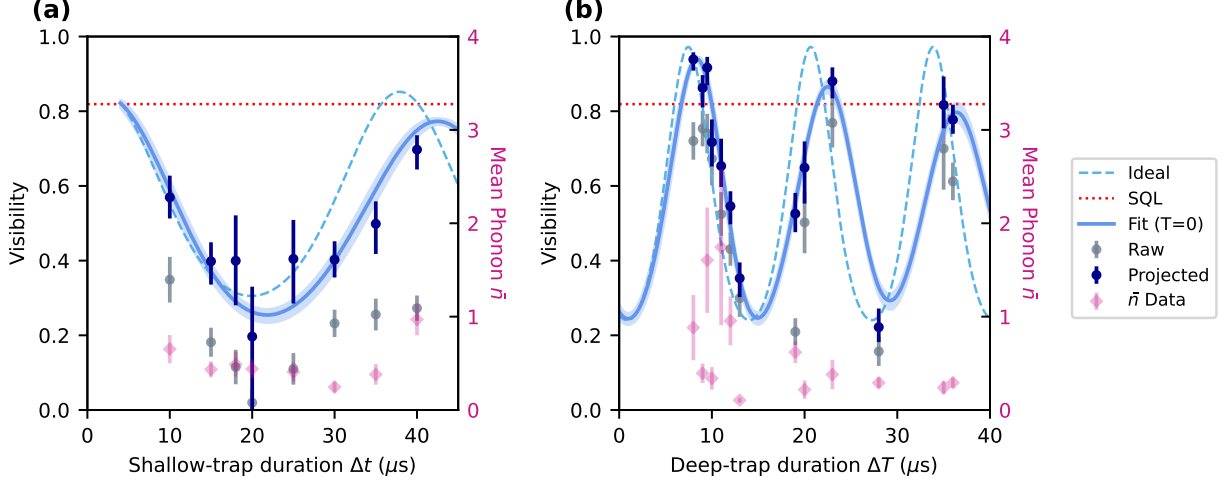 (a)
1.0
0.8
0.6
0.4
0.2
0.0
Visibility
0
10
20
30
40
Shallow-trap duration Δt (μs)
4
3
2
1
0
Mean Phonon n̄
(b)
1.0
0.8
0.6
0.4
0.2
0.0
Visibility
0
10
20
30
40
Deep-trap duration ΔT (μs)
4
3
2
1
0
Mean Phonon n̄
Ideal
SQL
Fit (T=0)
Raw
Projected
n̄ Data